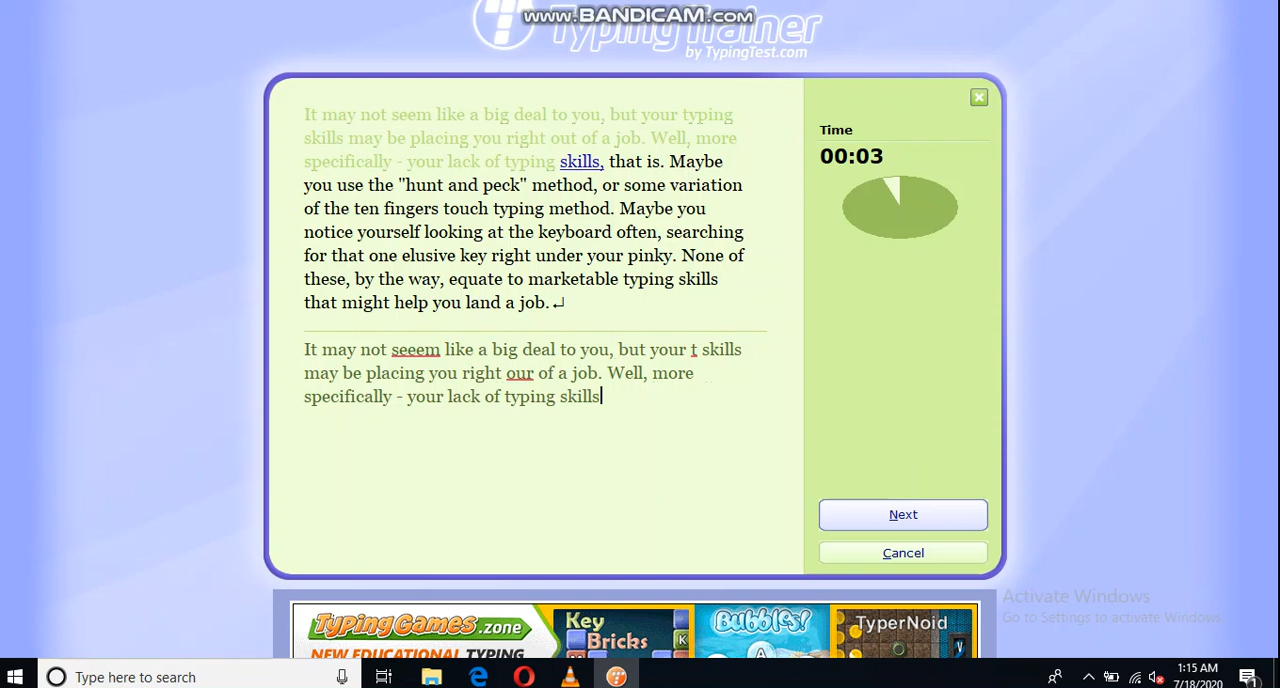 www.BANDICAM.com
TypingTrainer
by TypingTest.com
It may not seem like a big deal to you, but your typing
skills may be placing you right out of a job. Well, more
specifically - your lack of typing skills, that is. Maybe
you use the "hunt and peck" method, or some variation
of the ten fingers touch typing method. Maybe you
notice yourself looking at the keyboard often, searching
for that one elusive key right under your pinky. None of
these, by the way, equate to marketable typing skills
that might help you land a job.↵
It may not seeem like a big deal to you, but your t skills
may be placing you right our of a job. Well, more
specifically - your lack of typing skills
Time
00:03
Next
Cancel
TypingGames.zone
NEW EDUCATIONAL TYPING
Key
Bricks
K
BUBBLES!
A
TyperNoid
Activate Windows
Go to Settings to activate Windows.
Type here to search
1:15 AM
7/18/2020
1